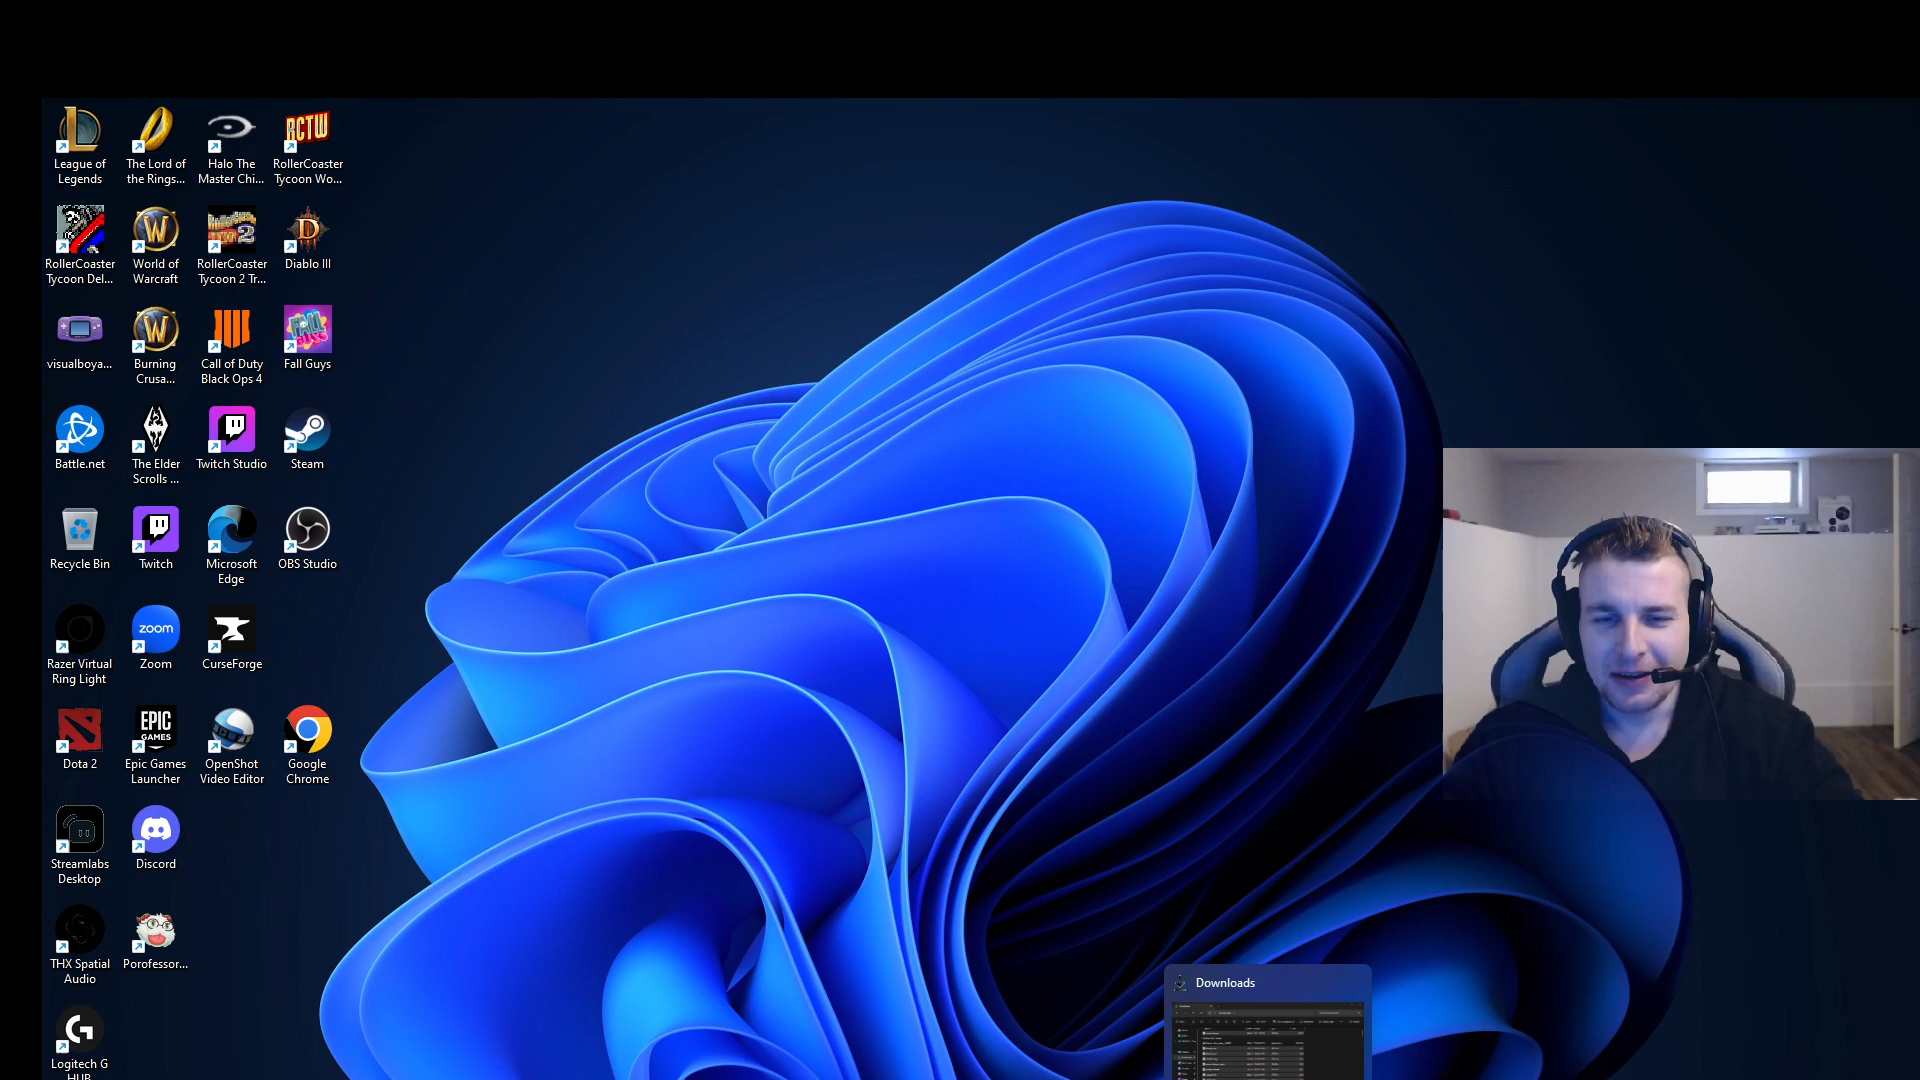 League of
Legends
The Lord of
the Rings...
Halo The
Master Chi...
RCTW
RollerCoaster
Tycoon Wo...
RollerCoaster
Tycoon Del...
World of
Warcraft
RollerCoaster
Tycoon 2 Tr...
Diablo III
visualboya...
Burning
Crusa...
Call of Duty
Black Ops 4
FALL
GUYS
Fall Guys
Battle.net
The Elder
Scrolls ...
Twitch Studio
Steam
Recycle Bin
Twitch
Microsoft
Edge
OBS Studio
Razer Virtual
Ring Light
zoom
Zoom
CurseForge
Dota 2
EPIC
GAMES
Epic Games
Launcher
OpenShot
Video Editor
Google
Chrome
Streamlabs
Desktop
Discord
THX Spatial
Audio
Porofessor...
Logitech G
HUB
Downloads